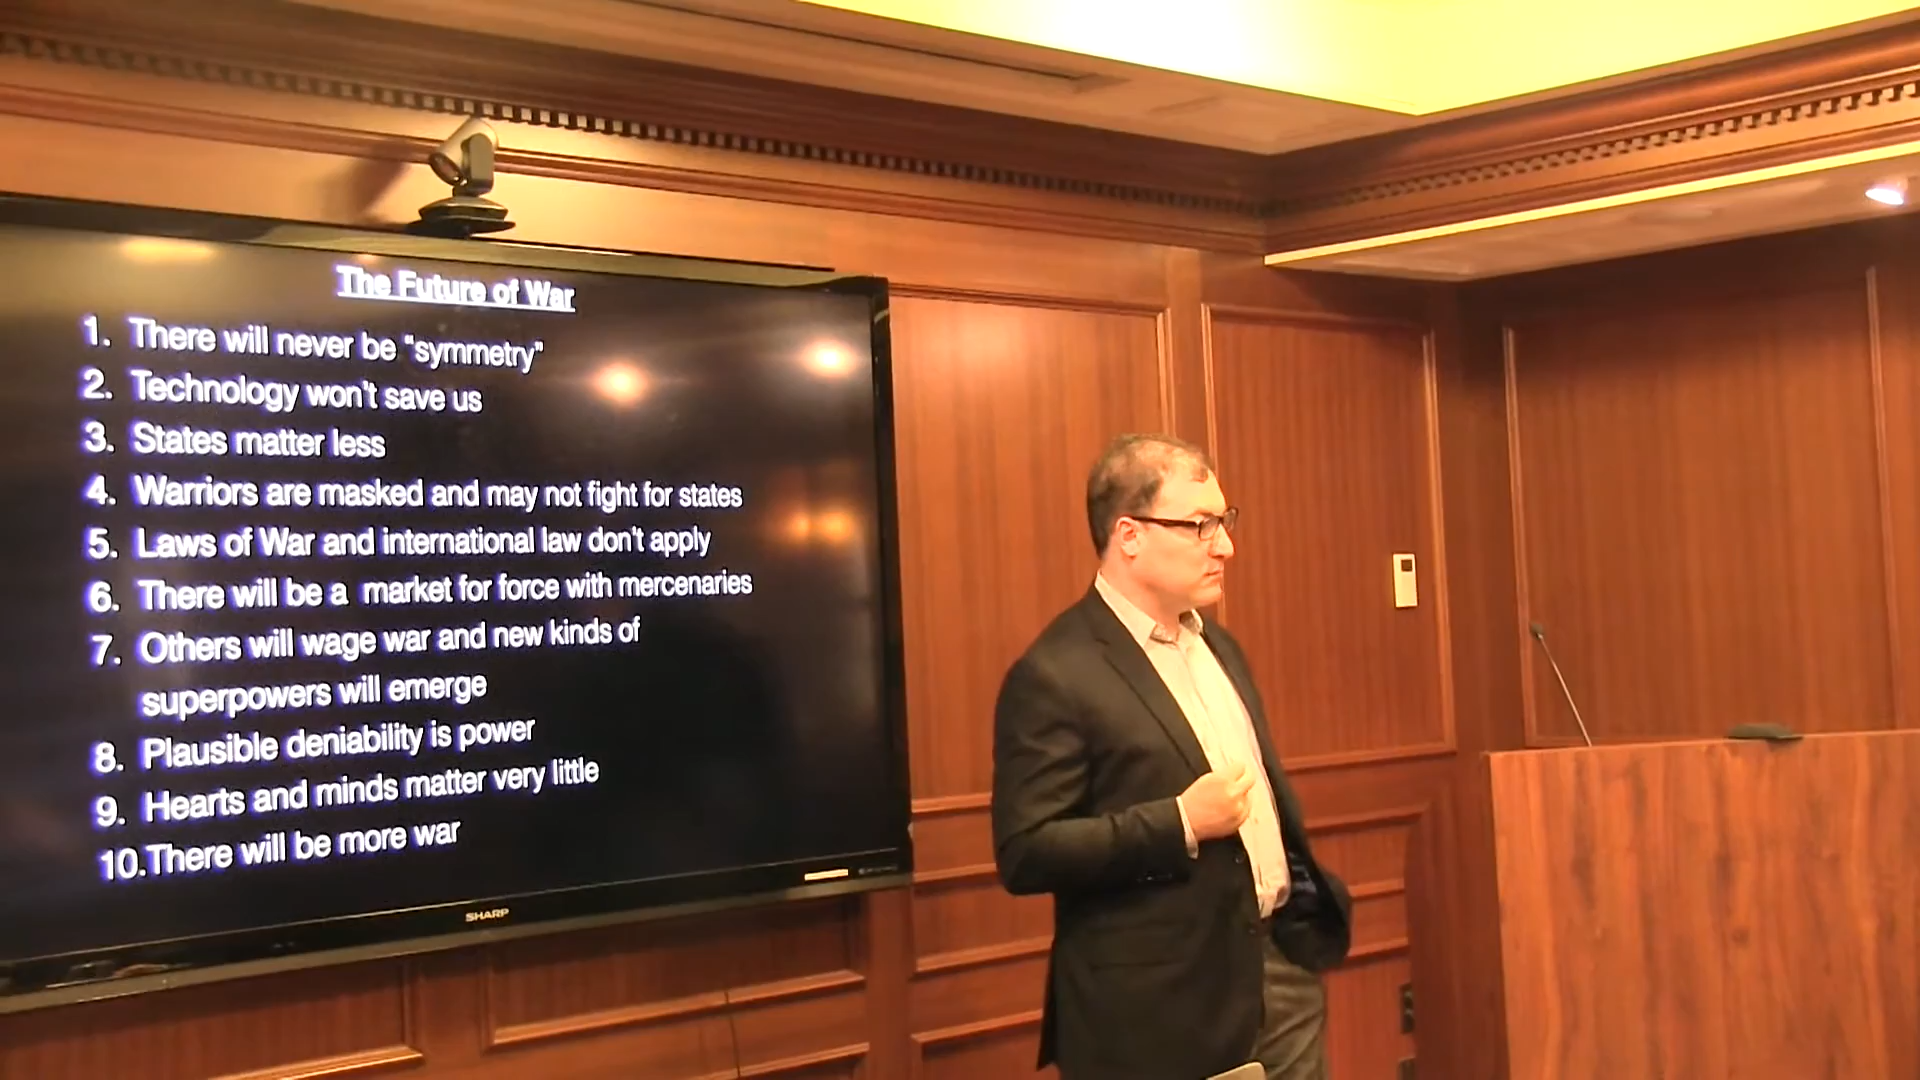 The Future of War
1. There will never be "symmetry"
2. Technology won't save us
3. States matter less
4. Warriors are masked and may not fight for states
5. Laws of War and international law don't apply
6. There will be a market for force with mercenaries
7. Others will wage war and new kinds of
superpowers will emerge
8. Plausible deniability is power
9. Hearts and minds matter very little
10.There will be more war
SHARP